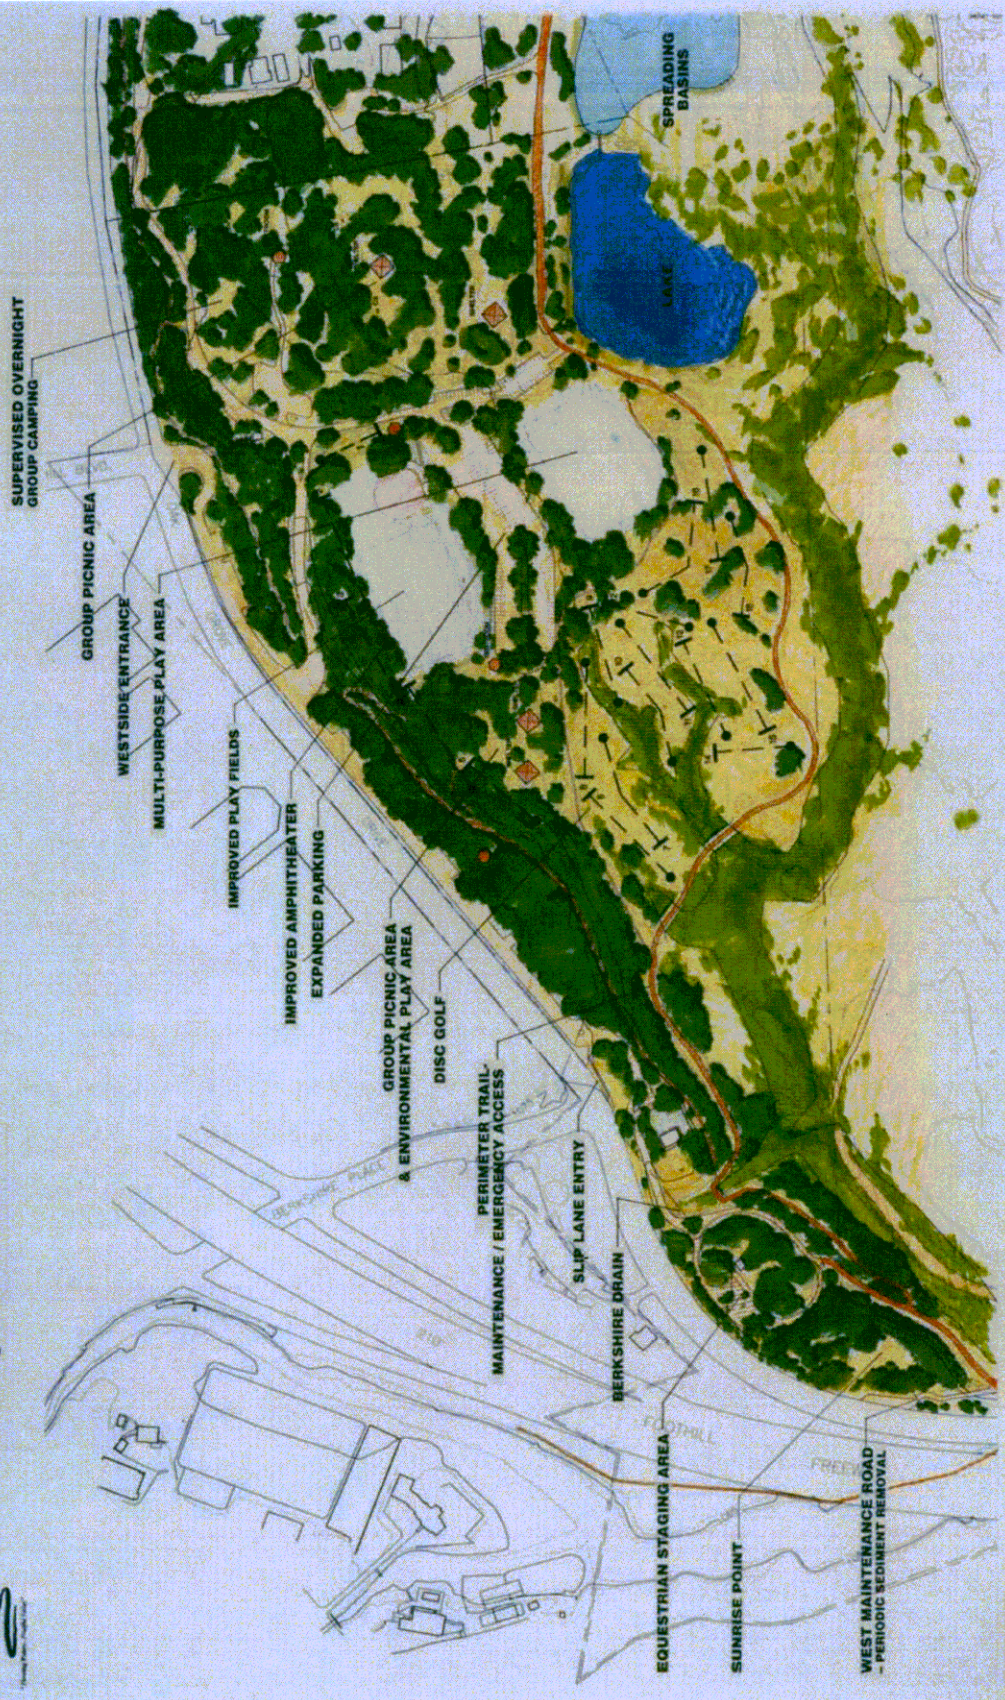 SUPERVISED OVERNIGHT
GROUP CAMPING
GROUP PICNIC AREA
WESTSIDE ENTRANCE
MULTI-PURPOSE PLAY AREA
IMPROVED PLAY FIELDS
IMPROVED AMPHITHEATER
EXPANDED PARKING
GROUP PICNIC AREA
& ENVIRONMENTAL PLAY AREA
DISC GOLF
PERIMETER TRAIL-
MAINTENANCE / EMERGENCY ACCESS
SLIP LANE ENTRY
BERKSHIRE DRAIN
EQUESTRIAN STAGING AREA
SUNRISE POINT
WEST MAINTENANCE ROAD
- PERIODIC SEDIMENT REMOVAL
SPREADING
BASINS
LAKE
BERKSHIRE PLACE
210
FOOTHILL